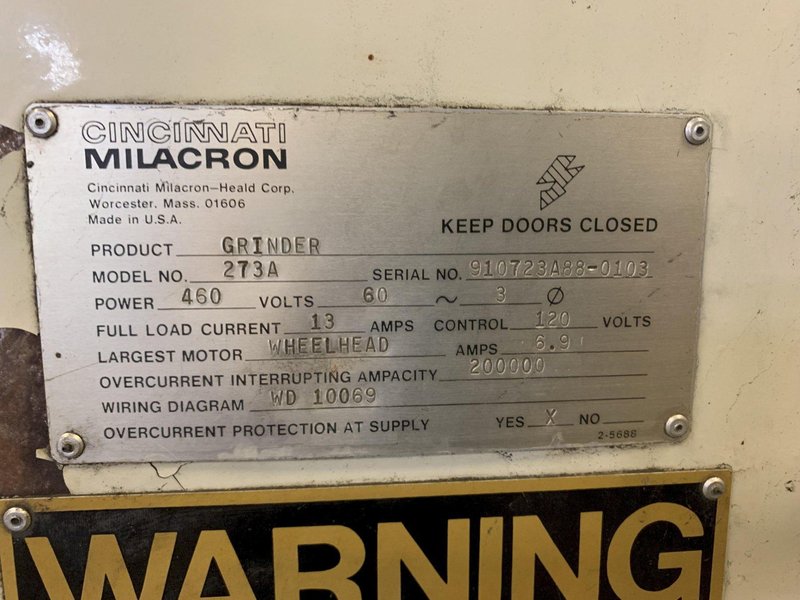 CINCINNATI
MILACRON
Cincinnati Milacron-Heald Corp.
Worcester, Mass. 01606
Made in U.S.A.
KEEP DOORS CLOSED
PRODUCT GRINDER
MODEL NO. 273A SERIAL NO. 910723A88-0103
POWER 460 VOLTS 60 ~ 3 Ø
FULL LOAD CURRENT 13 AMPS CONTROL 120 VOLTS
LARGEST MOTOR WHEELHEAD AMPS 6.9
OVERCURRENT INTERRUPTING AMPACITY 200000
WIRING DIAGRAM WD 10069
OVERCURRENT PROTECTION AT SUPPLY YES X NO
2-5688
WARNING